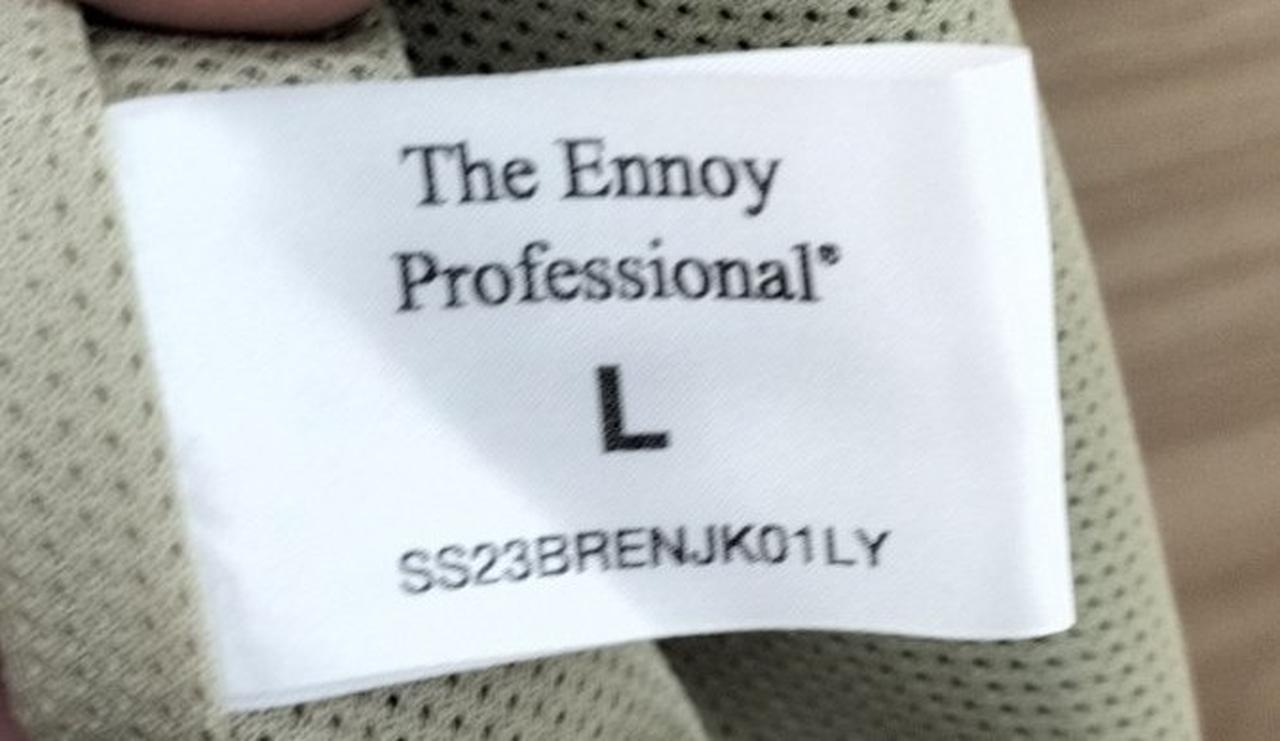 The Ennoy
Professional®
L
SS23BRENJK01LY